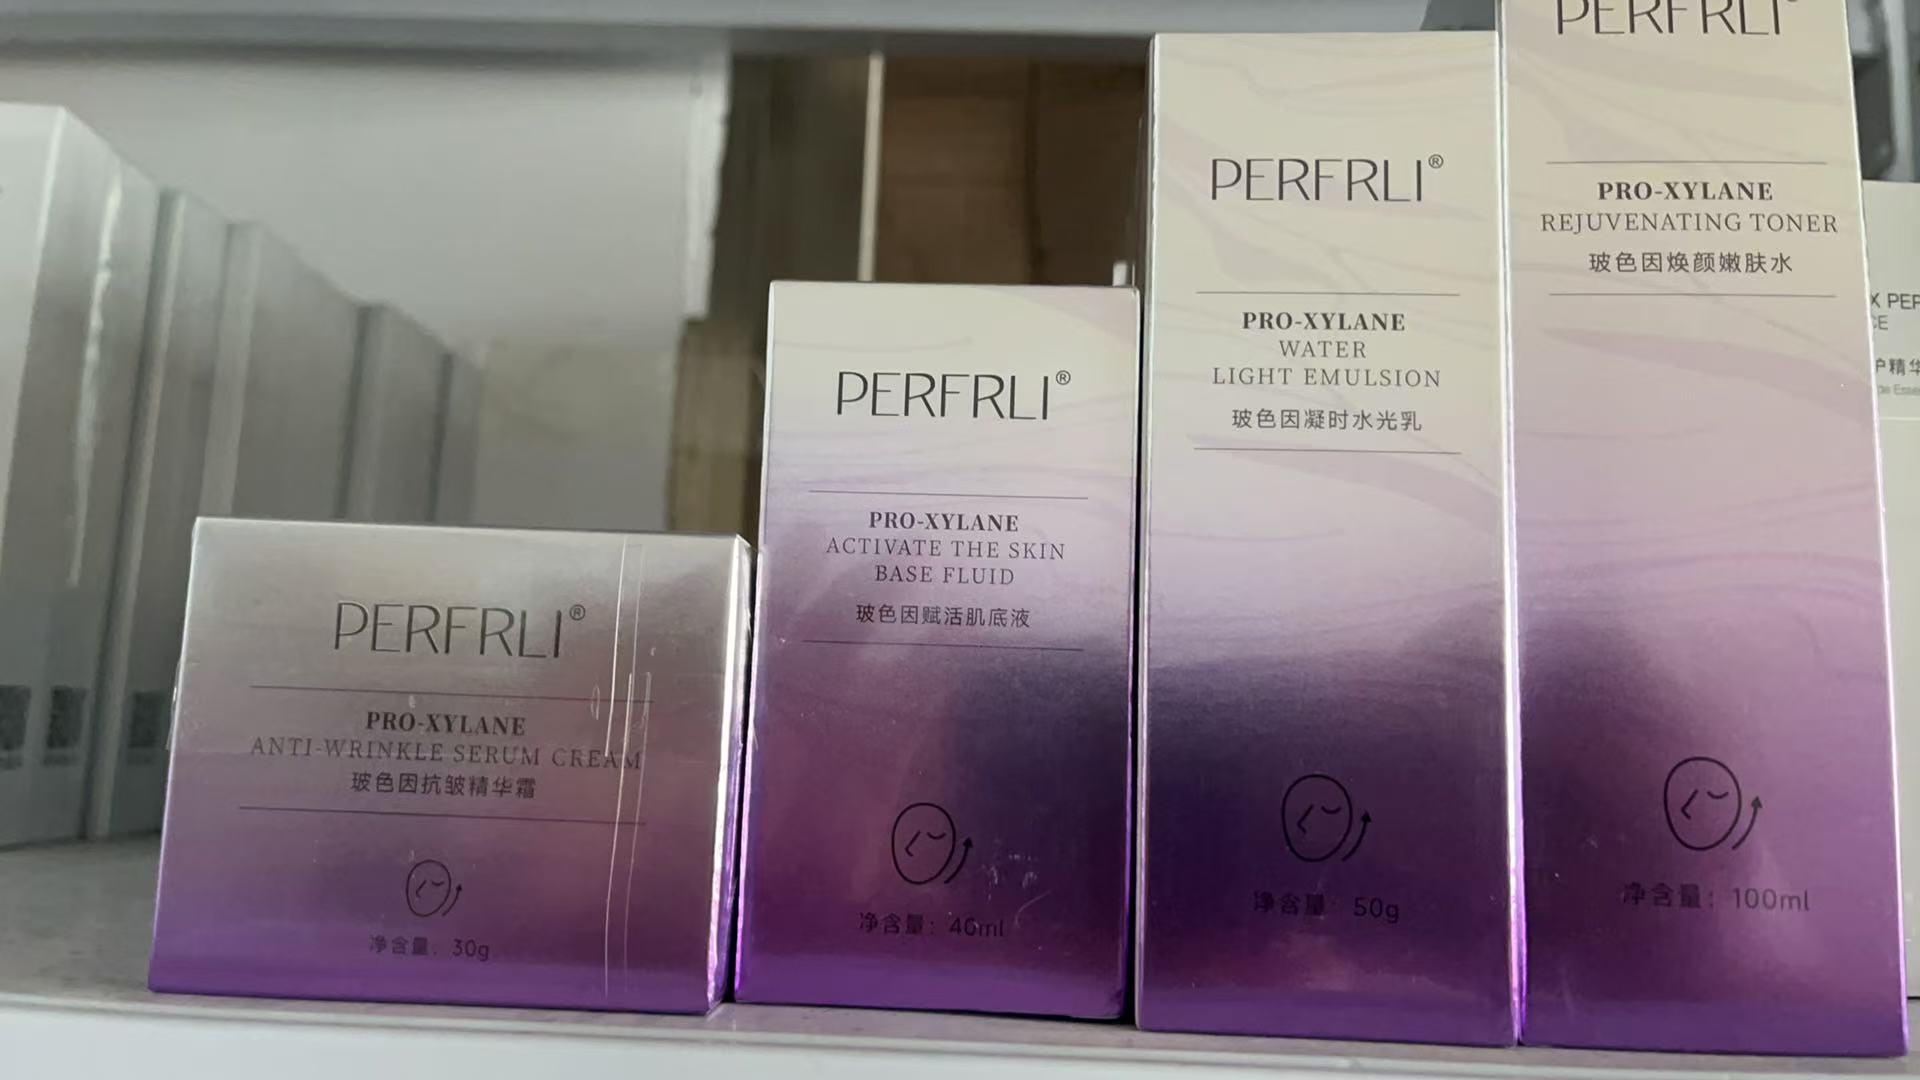 PERFRLI®
PRO-XYLANE
ANTI-WRINKLE SERUM CREAM
玻色因抗皱精华霜
净含量：30g
PERFRLI®
PRO-XYLANE
ACTIVATE THE SKIN
BASE FLUID
玻色因赋活肌底液
净含量：40ml
PERFRLI®
PRO-XYLANE
WATER
LIGHT EMULSION
玻色因凝时水光乳
净含量：50g
PERFRLI®
PRO-XYLANE
REJUVENATING TONER
玻色因焕颜嫩肤水
净含量：100ml